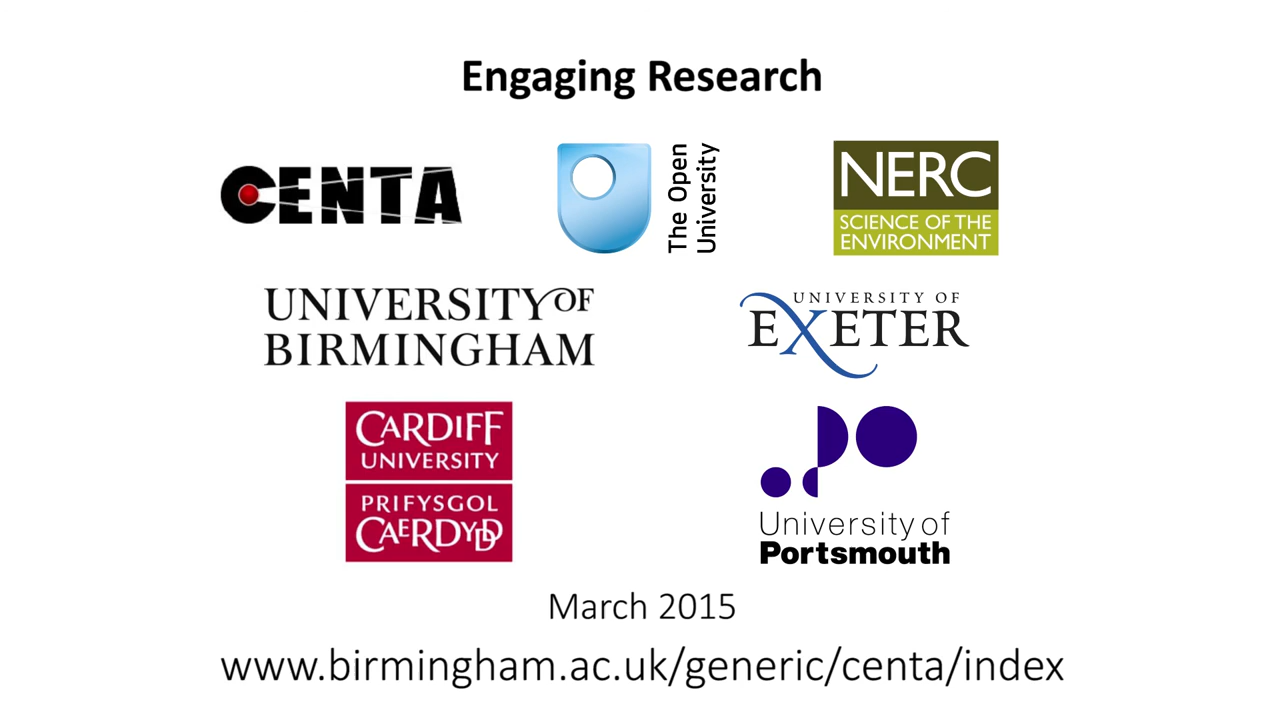 Engaging Research
CENTA
The Open
University
NERC
SCIENCE OF THE
ENVIRONMENT
UNIVERSITY OF
BIRMINGHAM
UNIVERSITY OF
EXETER
CARDIFF
UNIVERSITY
PRIFYSGOL
CAERDYDD
University of
Portsmouth
March 2015
www.birmingham.ac.uk/generic/centa/index